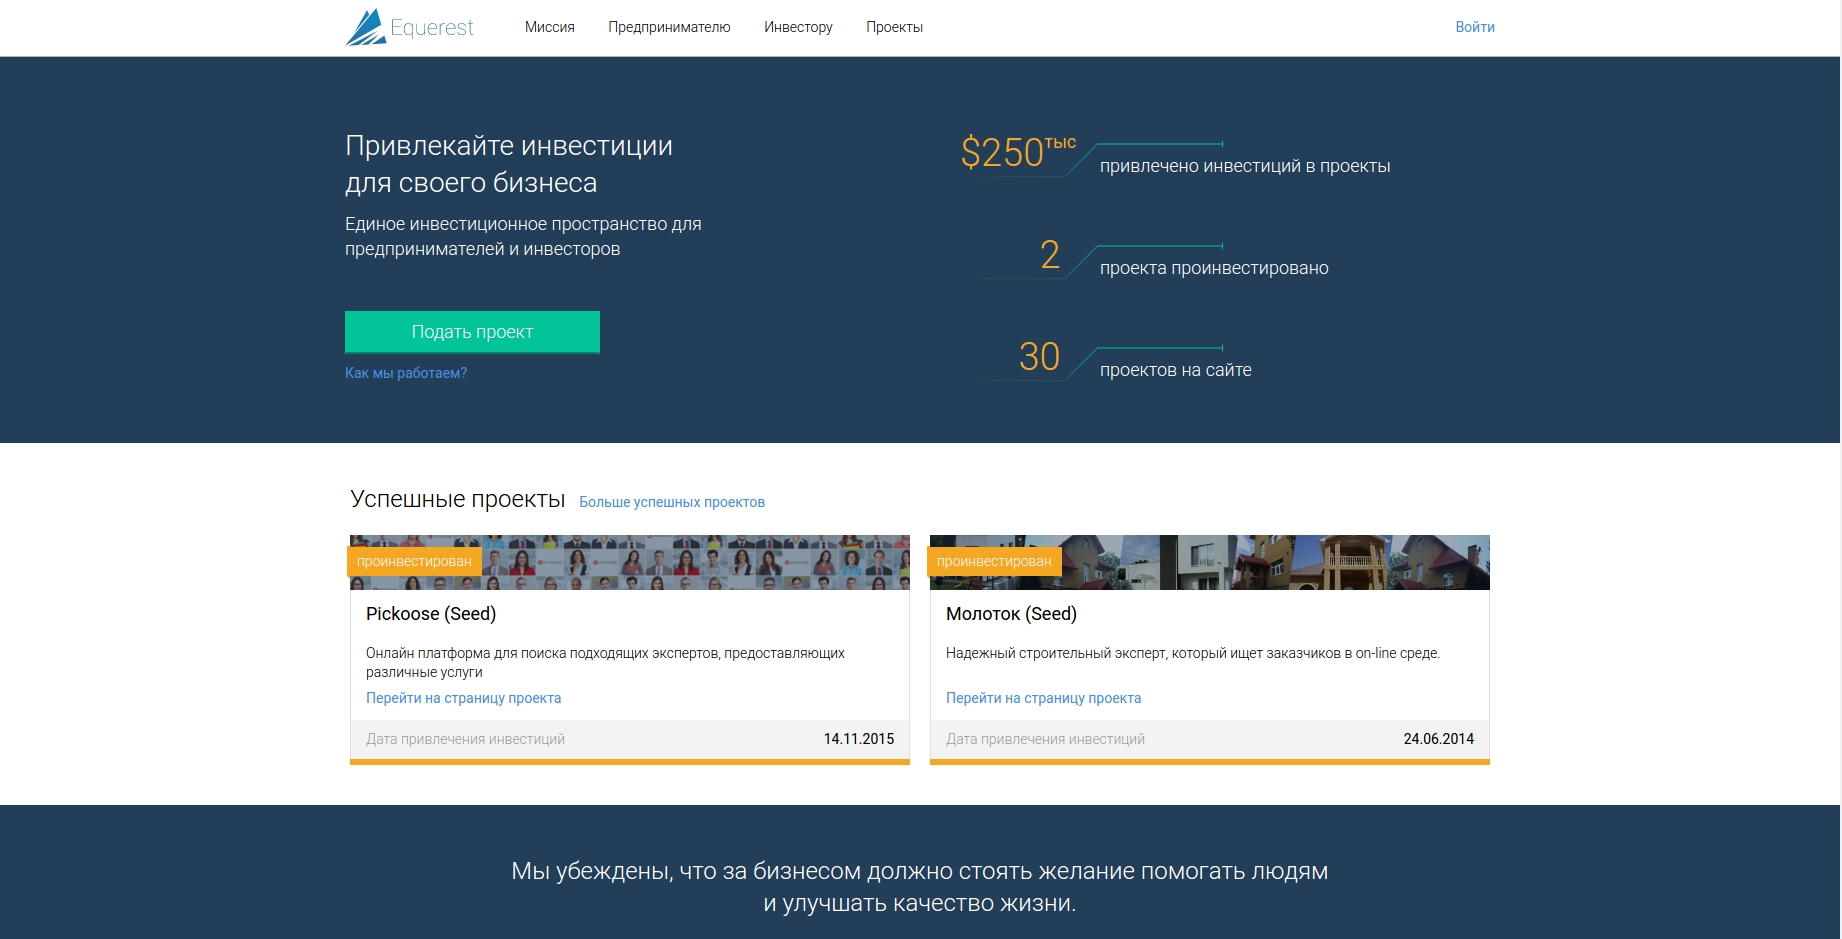 Equerest
Миссия
Предпринимателю
Инвестору
Проекты
Войти
Привлекайте инвестиции
для своего бизнеса
Единое инвестиционное пространство для
предпринимателей и инвесторов
Подать проект
Как мы работаем?
$250тыс
привлечено инвестиций в проекты
2
проекта проинвестировано
30
проектов на сайте
Успешные проекты
Больше успешных проектов
проинвестирован
Pickoose (Seed)
Онлайн платформа для поиска подходящих экспертов, предоставляющих
различные услуги
Перейти на страницу проекта
Дата привлечения инвестиций
14.11.2015
проинвестирован
Молоток (Seed)
Надежный строительный эксперт, который ищет заказчиков в on-line среде.
Перейти на страницу проекта
Дата привлечения инвестиций
24.06.2014
Мы убеждены, что за бизнесом должно стоять желание помогать людям
и улучшать качество жизни.